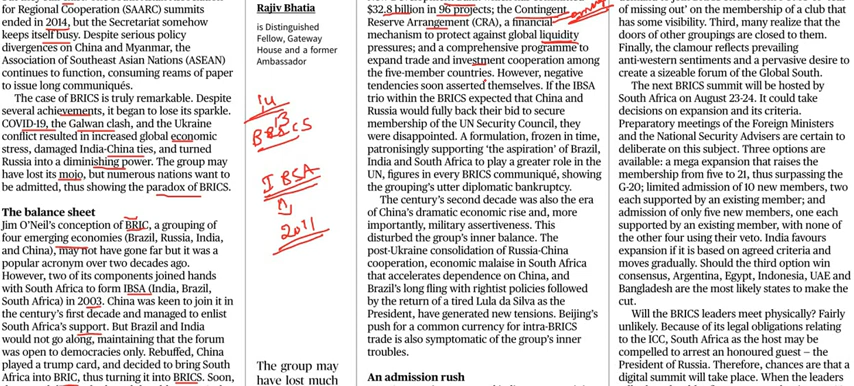 for Regional Cooperation (SAARC) summits
ended in 2014, but the Secretariat somehow
keeps itself busy. Despite serious policy
divergences on China and Myanmar, the
Association of Southeast Asian Nations (ASEAN)
continues to function, consuming reams of paper
to issue long communiqués.
The case of BRICS is truly remarkable. Despite
several achievements, it began to lose its sparkle.
COVID-19, the Galwan clash, and the Ukraine
conflict resulted in increased global economic
stress, damaged India-China ties, and turned
Russia into a diminishing power. The group may
have lost its mojo, but numerous nations want to
be admitted, thus showing the paradox of BRICS.
The balance sheet
Jim O'Neil's conception of BRIC, a grouping of
four emerging economies (Brazil, Russia, India,
and China), may not have gone far but it was a
popular acronym over two decades ago.
However, two of its components joined hands
with South Africa to form IBSA (India, Brazil,
South Africa) in 2003. China was keen to join it in
the century's first decade and managed to enlist
South Africa's support. But Brazil and India
would not go along, maintaining that the forum
was open to democracies only. Rebuffed, China
played a trump card, and decided to bring South
Africa into BRIC, thus turning it into BRICS. Soon,
Rajiv Bhatia
is Distinguished
Fellow, Gateway
House and a former
Ambassador
BRICS
IBSA
2011
The group may
have lost much
$32.8 billion in 96 projects; the Contingent
Reserve Arrangement (CRA), a financial
mechanism to protect against global liquidity
pressures; and a comprehensive programme to
expand trade and investment cooperation among
the five-member countries. However, negative
tendencies soon asserted themselves. If the IBSA
trio within the BRICS expected that China and
Russia would fully back their bid to secure
membership of the UN Security Council, they
were disappointed. A formulation, frozen in time,
patronisingly supporting 'the aspiration' of Brazil,
India and South Africa to play a greater role in the
UN, figures in every BRICS communiqué, showing
the grouping's utter diplomatic bankruptcy.
The century's second decade was also the era
of China's dramatic economic rise and, more
importantly, military assertiveness. This
disturbed the group's inner balance. The
post-Ukraine consolidation of Russia-China
cooperation, economic malaise in South Africa
that accelerates dependence on China, and
Brazil's long fling with rightist policies followed
by the return of a tired Lula da Silva as the
President, have generated new tensions. Beijing's
push for a common currency for intra-BRICS
trade is also symptomatic of the group's inner
troubles.
An admission rush
of missing out' on the membership of a club that
has some visibility. Third, many realize that the
doors of other groupings are closed to them.
Finally, the clamour reflects prevailing
anti-western sentiments and a pervasive desire to
create a sizeable forum of the Global South.
The next BRICS summit will be hosted by
South Africa on August 23-24. It could take
decisions on expansion and its criteria.
Preparatory meetings of the Foreign Ministers
and the National Security Advisers are certain to
deliberate on this subject. Three options are
available: a mega expansion that raises the
membership from five to 21, thus surpassing the
G-20; limited admission of 10 new members, two
each supported by an existing member; and
admission of only five new members, one each
supported by an existing member, with none of
the other four using their veto. India favours
expansion if it is based on agreed criteria and
moves gradually. Should the third option win
consensus, Argentina, Egypt, Indonesia, UAE and
Bangladesh are the most likely states to make the
cut.
Will the BRICS leaders meet physically? Fairly
unlikely. Because of its legal obligations relating
to the ICC, South Africa as the host may be
compelled to arrest an honoured guest – the
President of Russia. Therefore, chances are that a
digital summit will take place. When the leaders